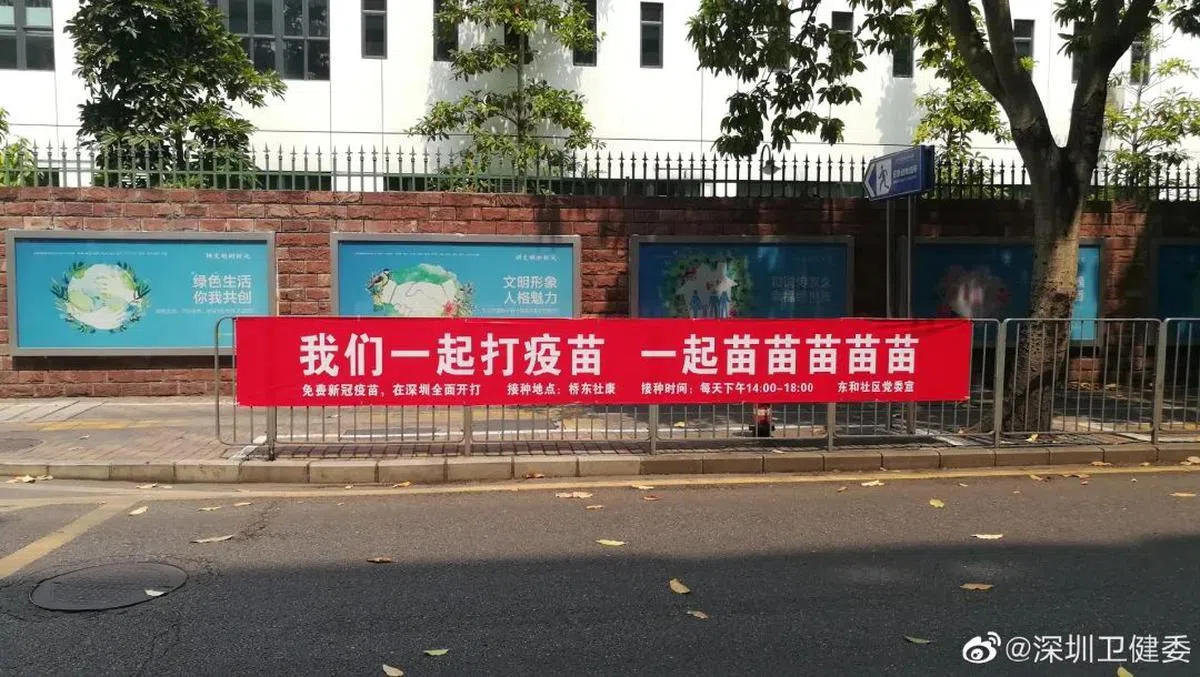 绿色生活
你我共创
文明形象
人格魅力
我们一起打疫苗 一起苗苗苗苗苗
免费新冠疫苗,在深圳全面开打 接种地点:桥东社康 接种时间:每天下午14:00-18:00 东和社区党委宣
@深圳卫健委